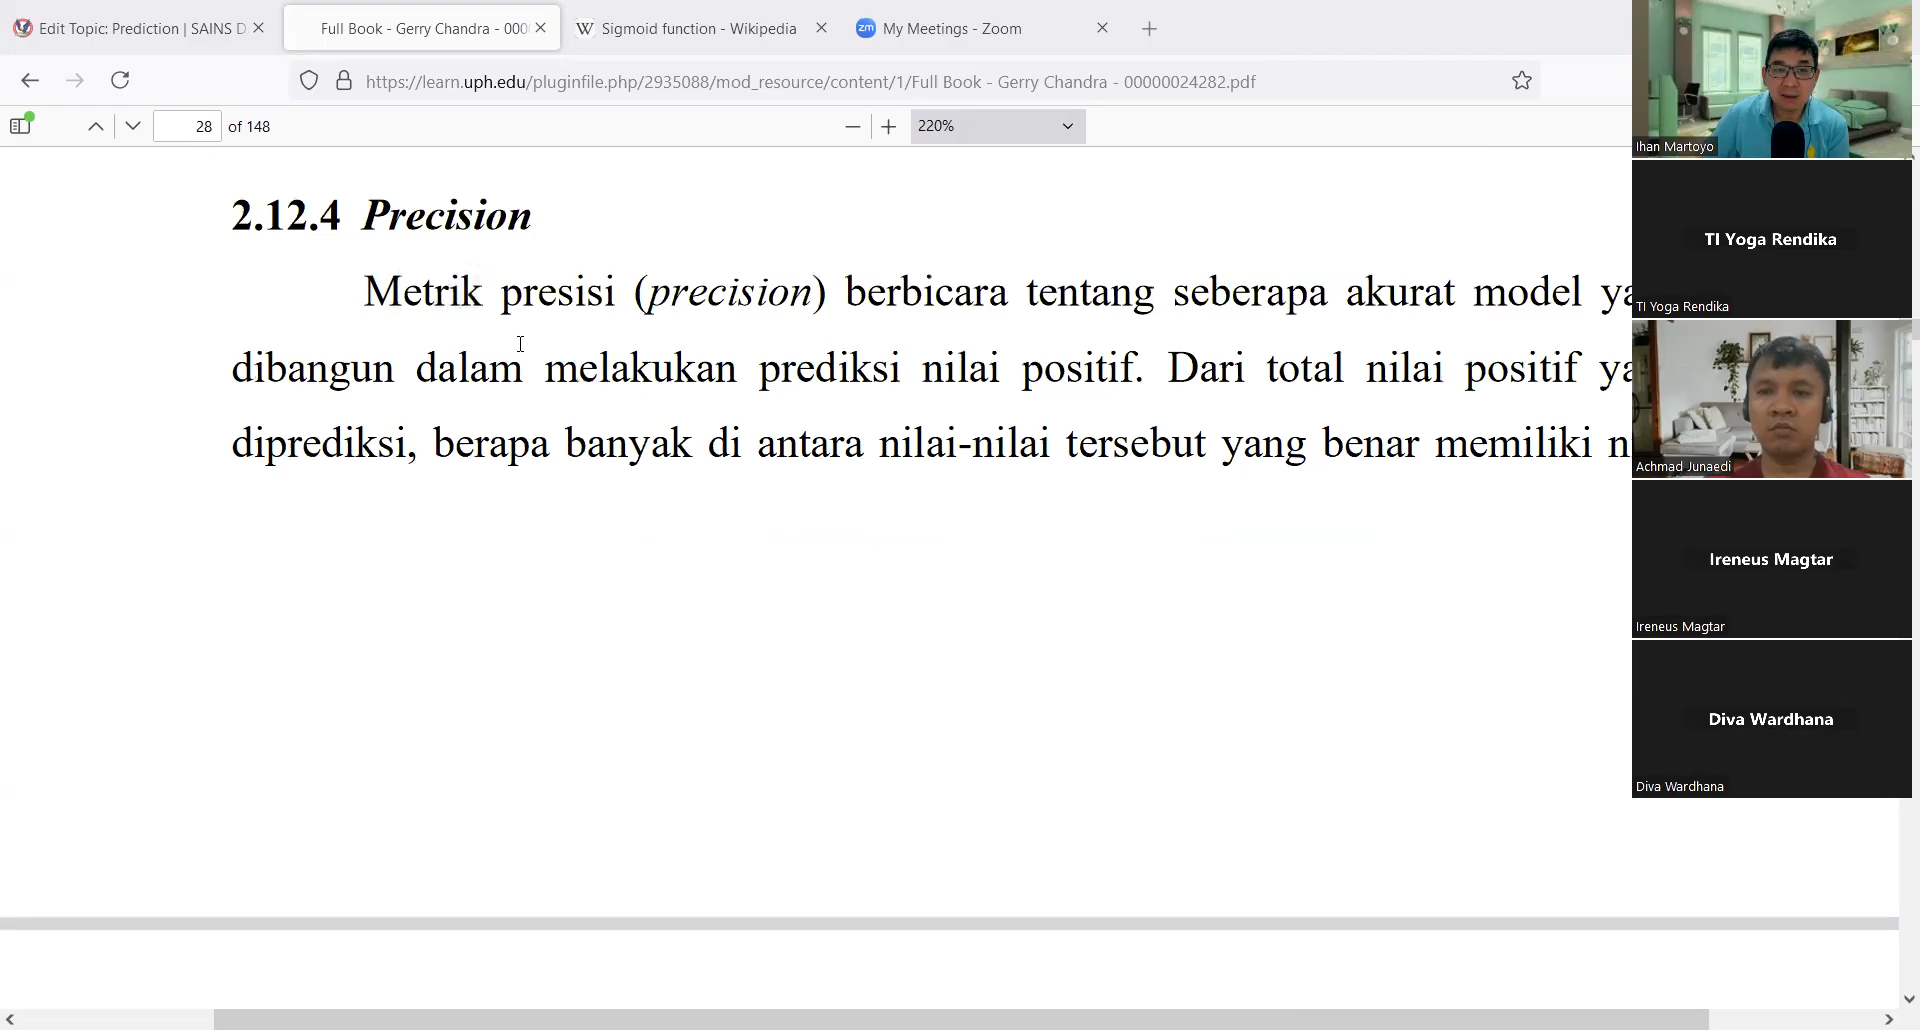 Edit Topic: Prediction | SAINS D
Full Book - Gerry Chandra - 000
W Sigmoid function - Wikipedia
zm My Meetings - Zoom
https://learn.uph.edu/pluginfile.php/2935088/mod_resource/content/1/Full Book - Gerry Chandra - 00000024282.pdf
28 of 148
220%
2.12.4 Precision
Metrik presisi (precision) berbicara tentang seberapa akurat model ya
dibangun dalam melakukan prediksi nilai positif. Dari total nilai positif ya
diprediksi, berapa banyak di antara nilai-nilai tersebut yang benar memiliki n
Ihan Martoyo
TI Yoga Rendika
TI Yoga Rendika
Achmad Junaedi
Ireneus Magtar
Ireneus Magtar
Diva Wardhana
Diva Wardhana